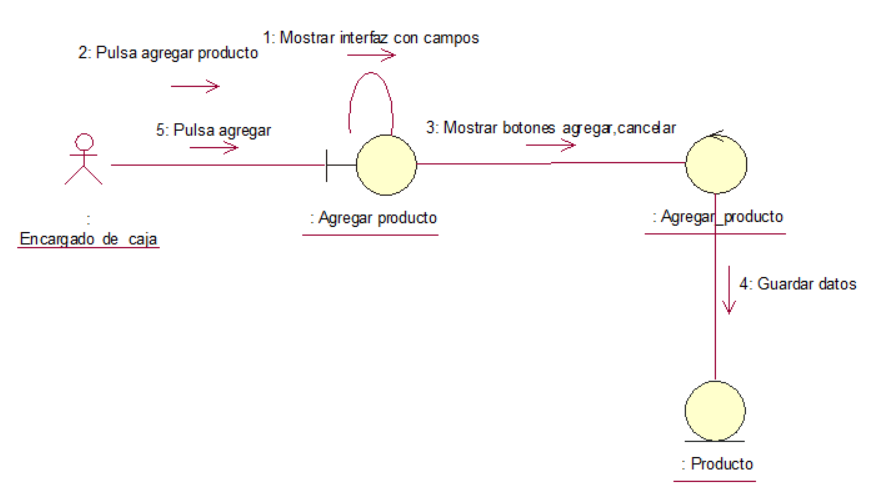 1: Mostrar interfaz con campos
2: Pulsa agregar producto
5: Pulsa agregar
3: Mostrar botones agregar,cancelar
:
Encargado de caja
: Agregar producto
: Agregar_producto
4: Guardar datos
: Producto